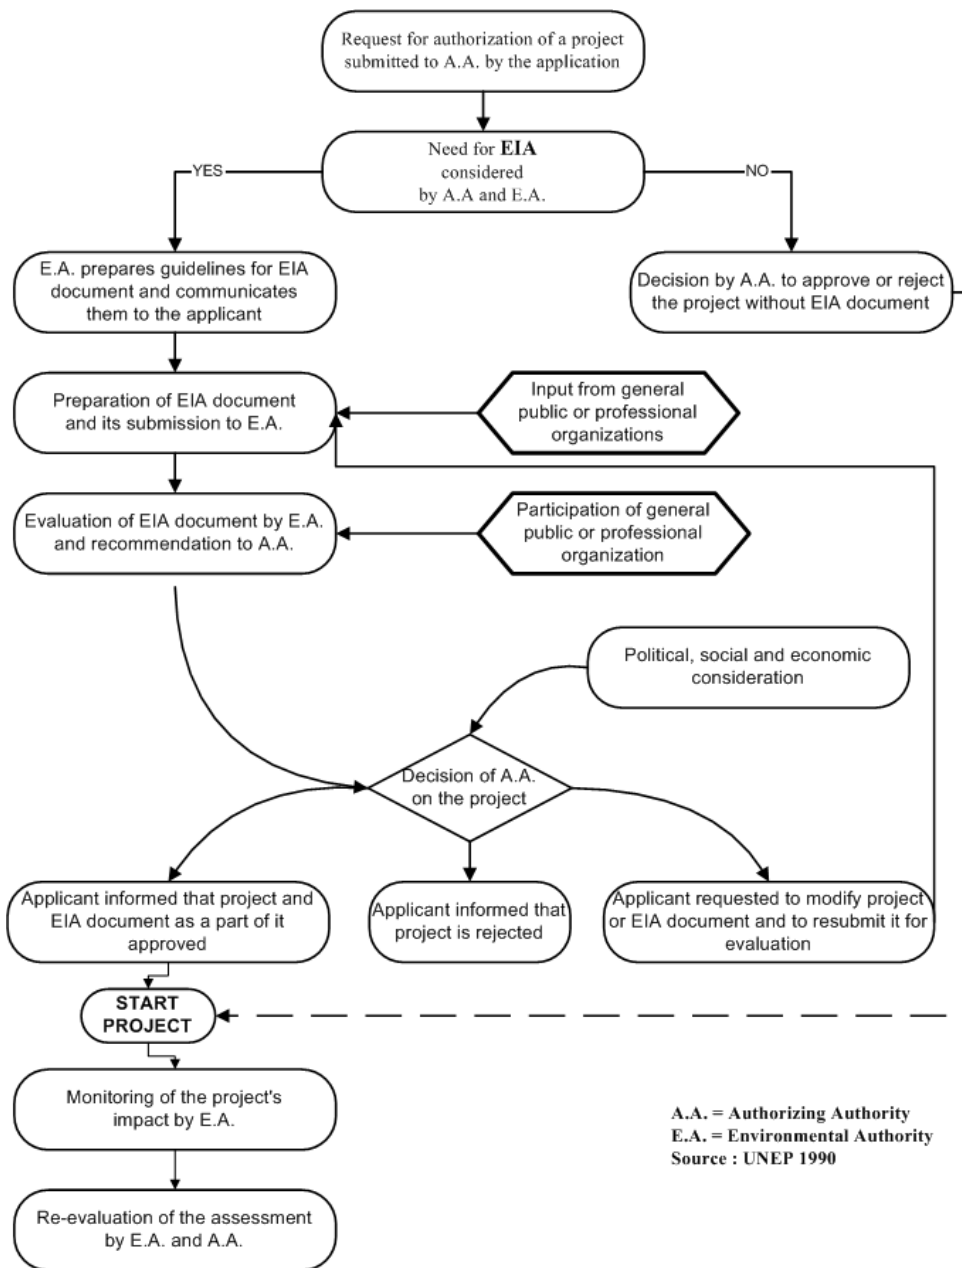 Request for authorization of a project
submitted to A.A. by the application
Need for EIA
considered
by A.A and E.A.
YES
NO
E.A. prepares guidelines for EIA
document and communicates
them to the applicant
Decision by A.A. to approve or reject
the project without EIA document
Preparation of EIA document
and its submission to E.A.
Input from general
public or professional
organizations
Evaluation of EIA document by E.A.
and recommendation to A.A.
Participation of general
public or professional
organization
Political, social and economic
consideration
Decision of A.A.
on the project
Applicant informed that project and
EIA document as a part of it
approved
Applicant informed that
project is rejected
Applicant requested to modify project
or EIA document and to resubmit it for
evaluation
START
PROJECT
Monitoring of the project's
impact by E.A.
A.A. = Authorizing Authority
E.A. = Environmental Authority
Source : UNEP 1990
Re-evaluation of the assessment
by E.A. and A.A.